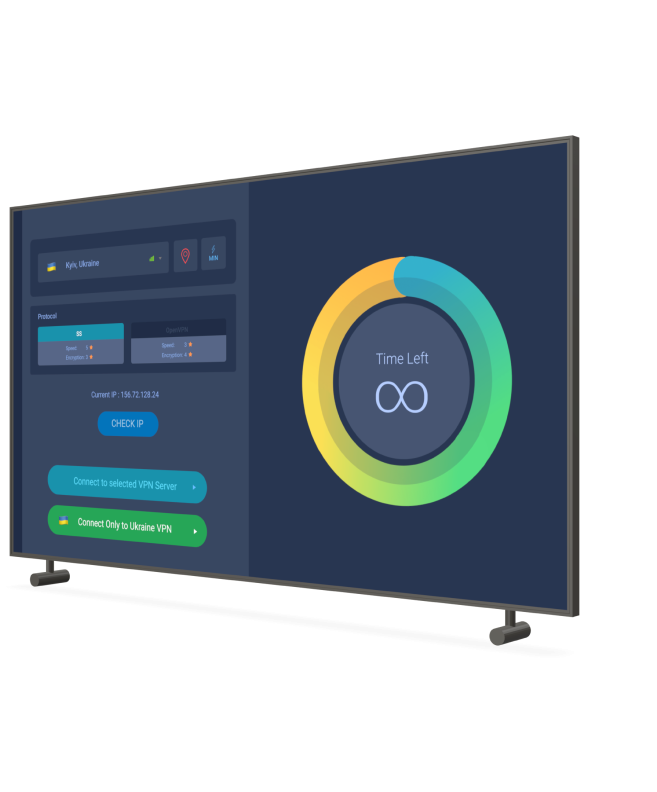 Kyiv, Ukraine
MIN
Protocol
SS
OpenVPN
Speed: 5
Encryption: 3
Speed: 3
Encryption: 4
Current IP : 156.72.128.24
CHECK IP
Connect to selected VPN Server
Connect Only to Ukraine VPN
Time Left
∞